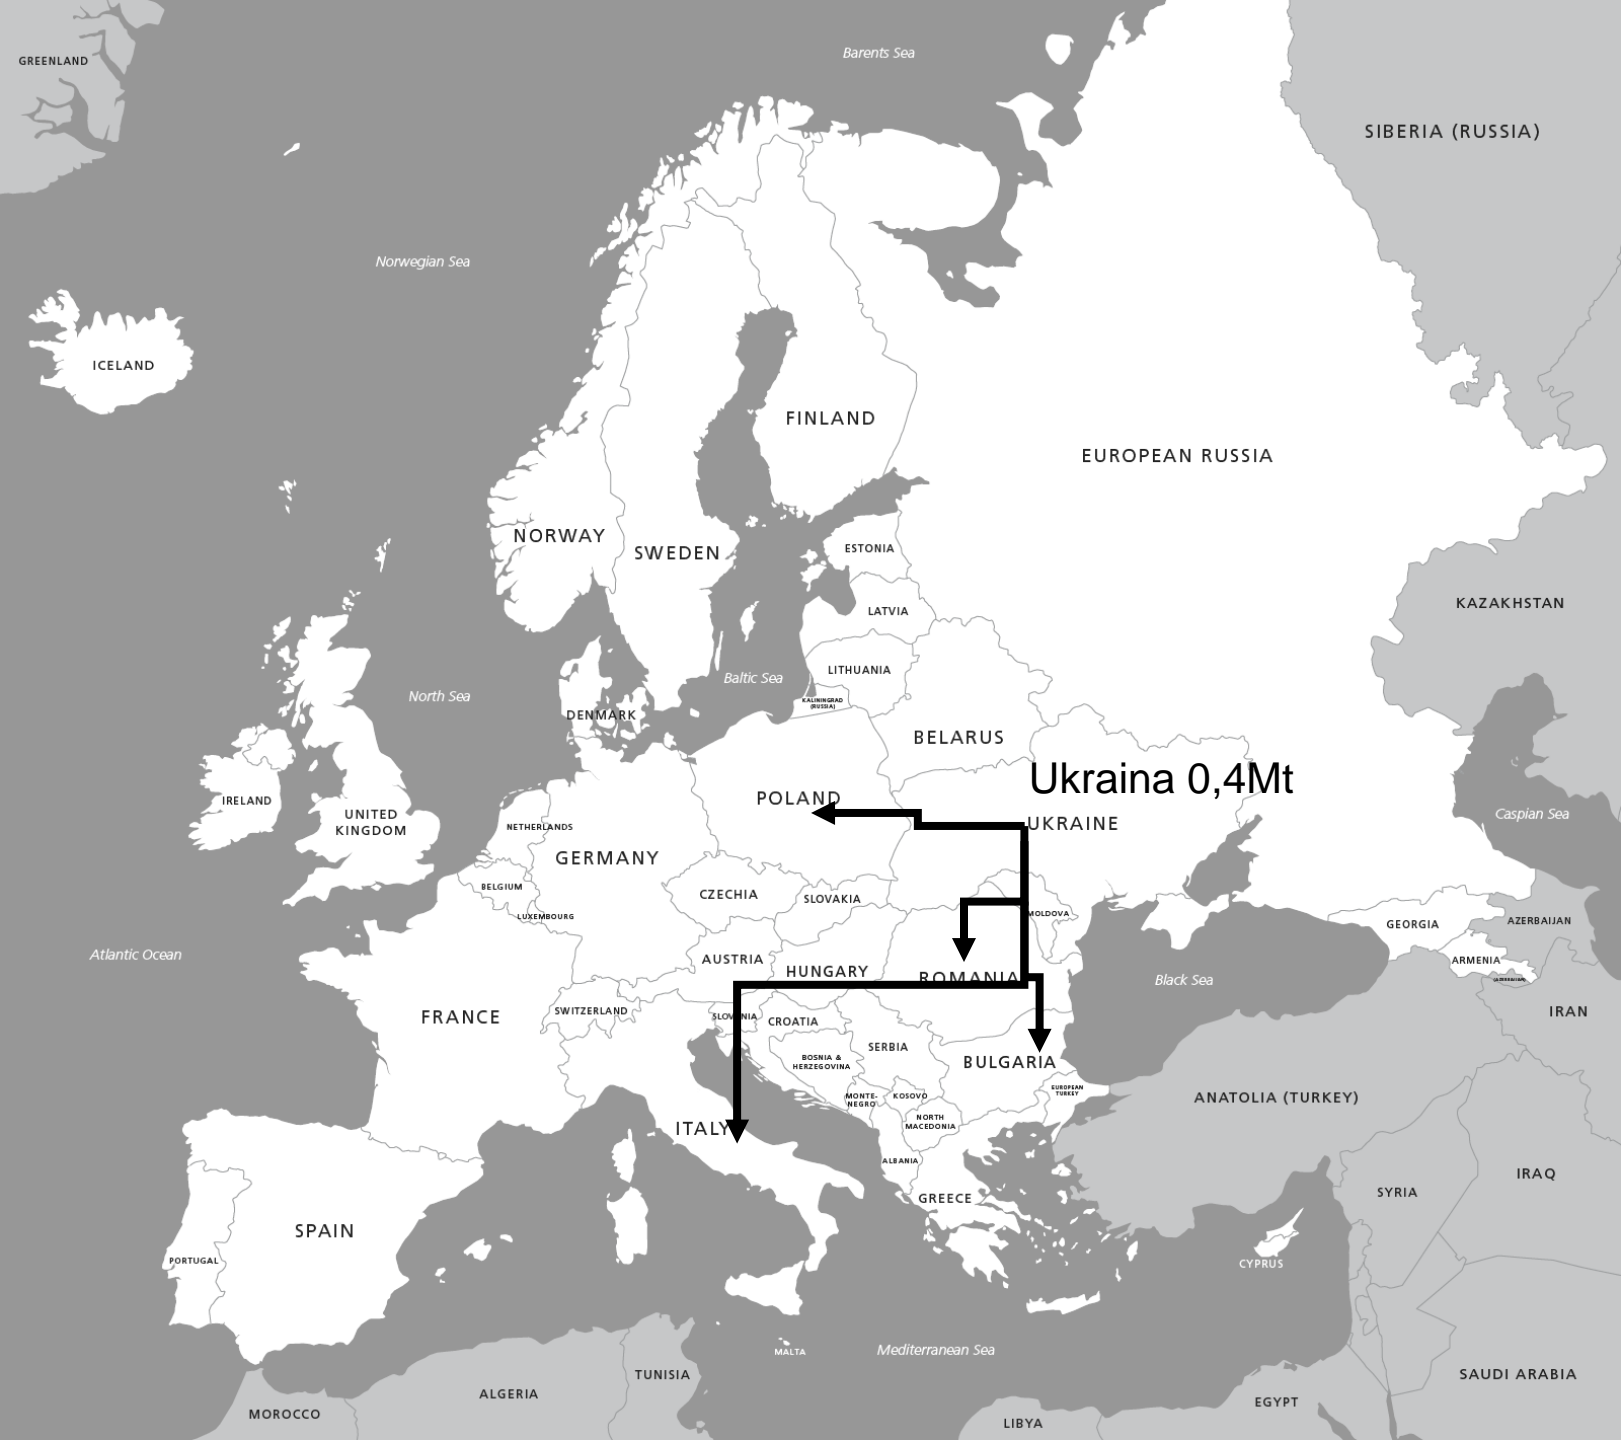 GREENLAND
Barents Sea
SIBERIA (RUSSIA)
Norwegian Sea
ICELAND
FINLAND
EUROPEAN RUSSIA
NORWAY
SWEDEN
ESTONIA
KAZAKHSTAN
LATVIA
LITHUANIA
Baltic Sea
North Sea
KALININGRAD
(RUSSIA)
DENMARK
BELARUS
Ukraina 0,4Mt
IRELAND
POLAND
UNITED
KINGDOM
Caspian Sea
NETHERLANDS
UKRAINE
GERMANY
BELGIUM
CZECHIA
SLOVAKIA
LUXEMBOURG
MOLDOVA
GEORGIA
AZERBAIJAN
Atlantic Ocean
AUSTRIA
ARMENIA
HUNGARY
ROMANIA
Black Sea
(AZERBAIJAN)
SWITZERLAND
IRAN
FRANCE
SLOVENIA
CROATIA
SERBIA
BOSNIA &
HERZEGOVINA
BULGARIA
EUROPEAN
TURKEY
MONTE-
NEGRO
KOSOVO
ANATOLIA (TURKEY)
NORTH
MACEDONIA
ITALY
ALBANIA
IRAQ
SYRIA
GREECE
SPAIN
PORTUGAL
CYPRUS
MALTA
Mediterranean Sea
TUNISIA
SAUDI ARABIA
ALGERIA
EGYPT
MOROCCO
LIBYA